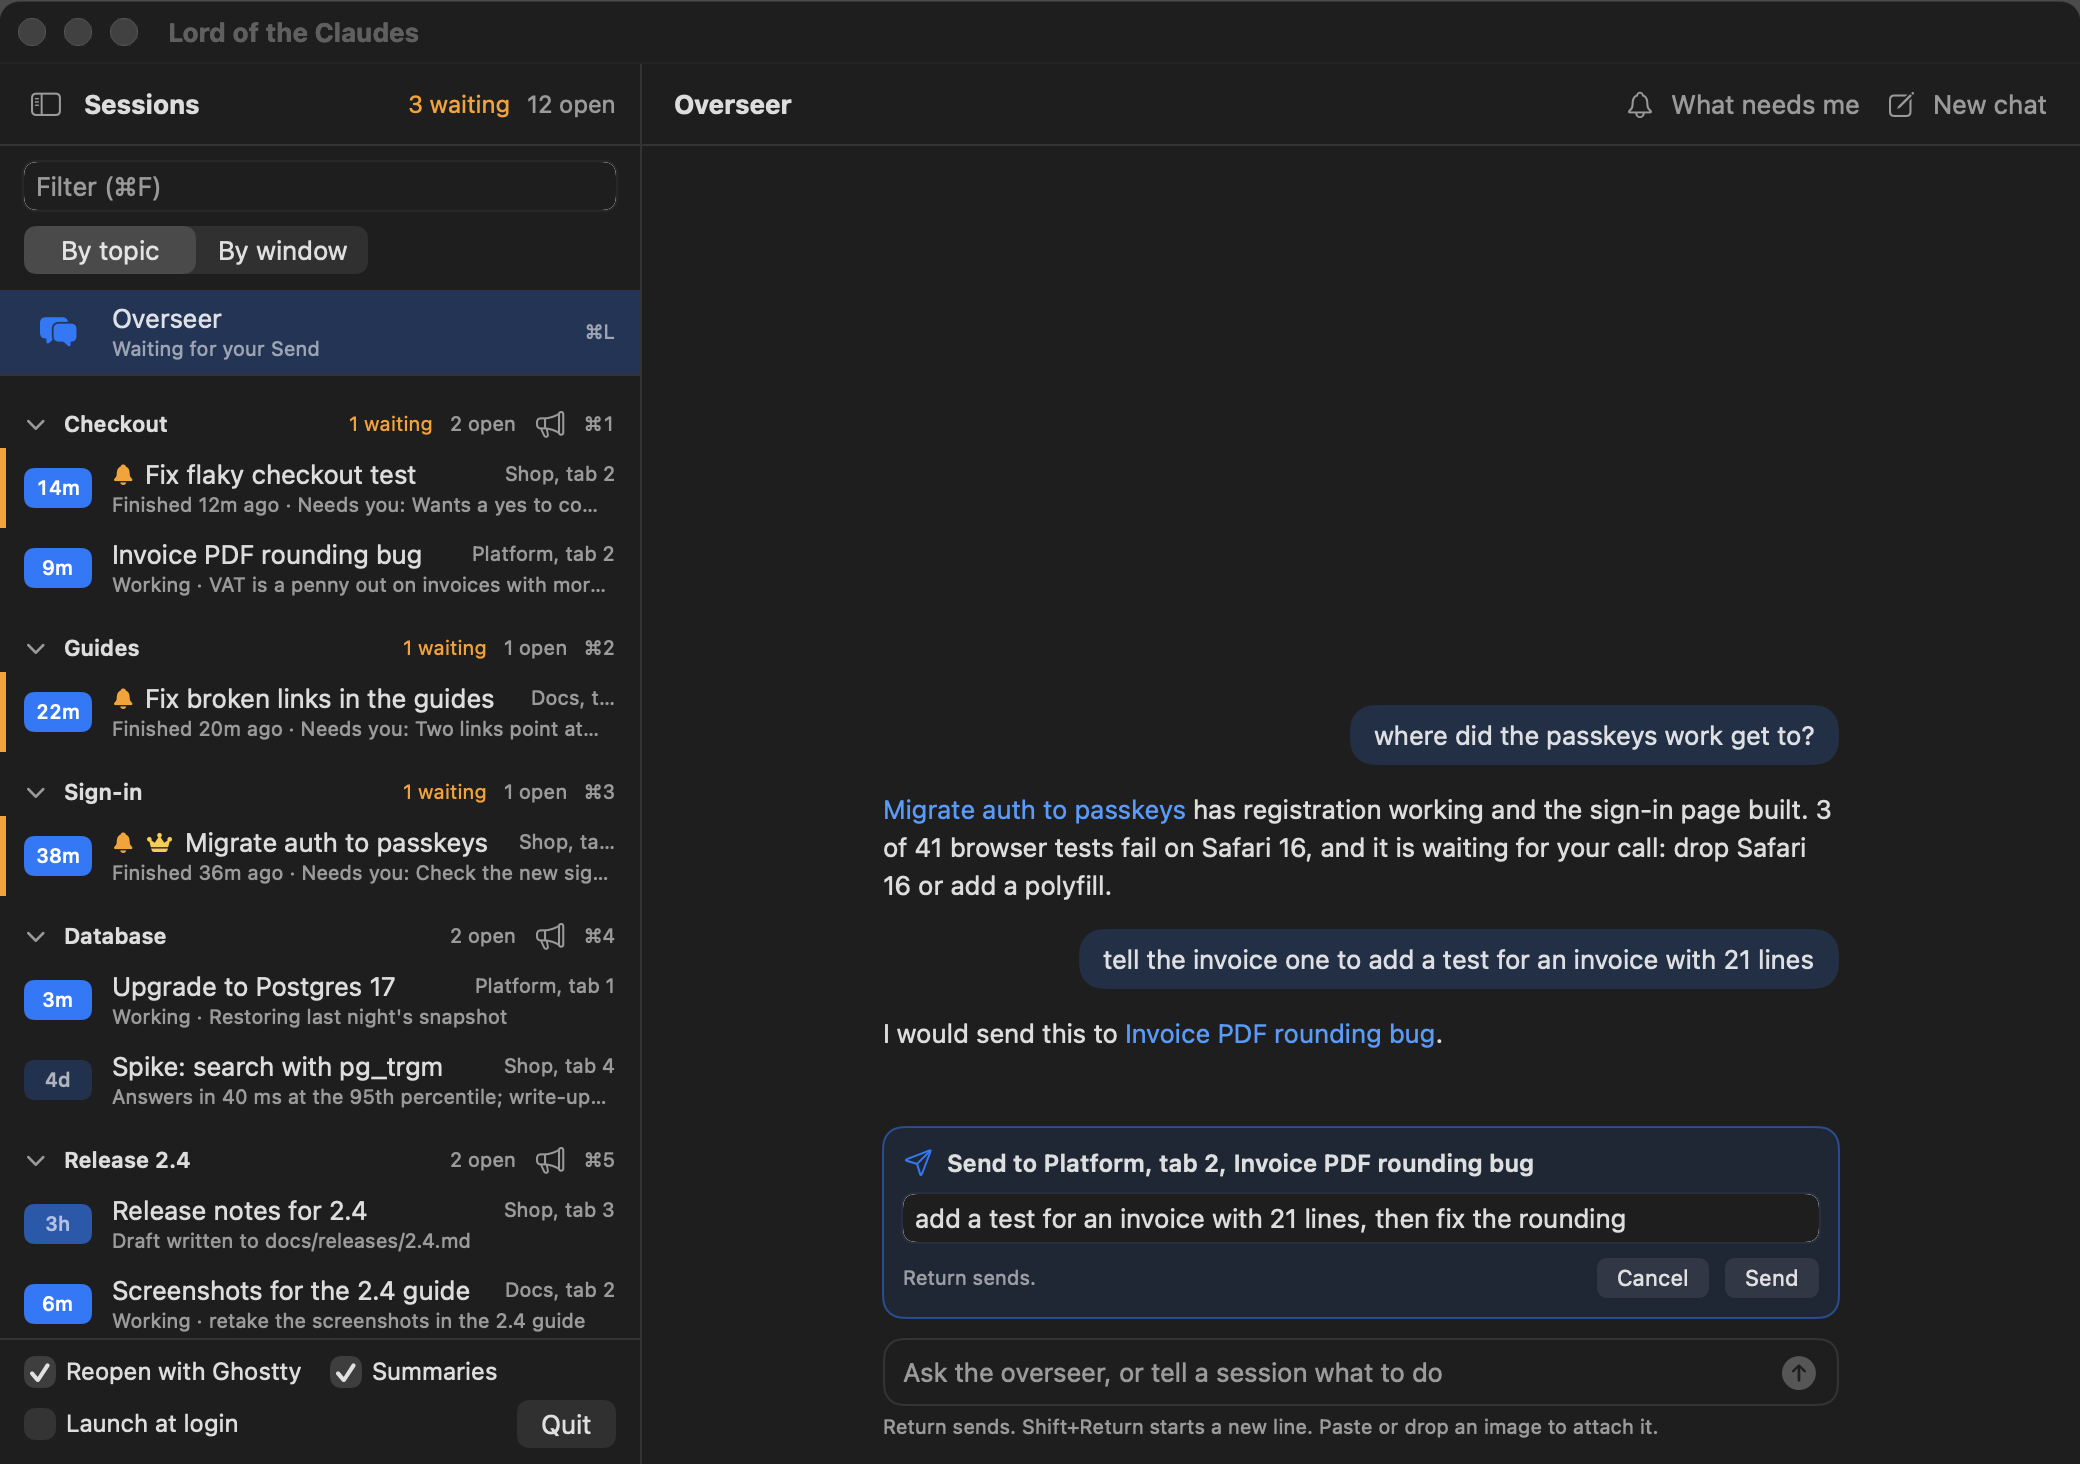 Lord of the Claudes
Sessions 3 waiting 12 open
Filter (⌘F)
By topic By window
Overseer ⌘L
Waiting for your Send
Checkout 1 waiting 2 open ⌘1
14m Fix flaky checkout test Shop, tab 2
Finished 12m ago · Needs you: Wants a yes to co...
9m Invoice PDF rounding bug Platform, tab 2
Working · VAT is a penny out on invoices with mor...
Guides 1 waiting 1 open ⌘2
22m Fix broken links in the guides Docs, t...
Finished 20m ago · Needs you: Two links point at...
Sign-in 1 waiting 1 open ⌘3
38m Migrate auth to passkeys Shop, ta...
Finished 36m ago · Needs you: Check the new sig...
Database 2 open ⌘4
3m Upgrade to Postgres 17 Platform, tab 1
Working · Restoring last night's snapshot
4d Spike: search with pg_trgm Shop, tab 4
Answers in 40 ms at the 95th percentile; write-up...
Release 2.4 2 open ⌘5
3h Release notes for 2.4 Shop, tab 3
Draft written to docs/releases/2.4.md
6m Screenshots for the 2.4 guide Docs, tab 2
Working · retake the screenshots in the 2.4 guide
Reopen with Ghostty Summaries
Launch at login Quit
Overseer What needs me New chat
where did the passkeys work get to?
Migrate auth to passkeys has registration working and the sign-in page built. 3
of 41 browser tests fail on Safari 16, and it is waiting for your call: drop Safari
16 or add a polyfill.
tell the invoice one to add a test for an invoice with 21 lines
I would send this to Invoice PDF rounding bug.
Send to Platform, tab 2, Invoice PDF rounding bug
add a test for an invoice with 21 lines, then fix the rounding
Return sends. Cancel Send
Ask the overseer, or tell a session what to do
Return sends. Shift+Return starts a new line. Paste or drop an image to attach it.